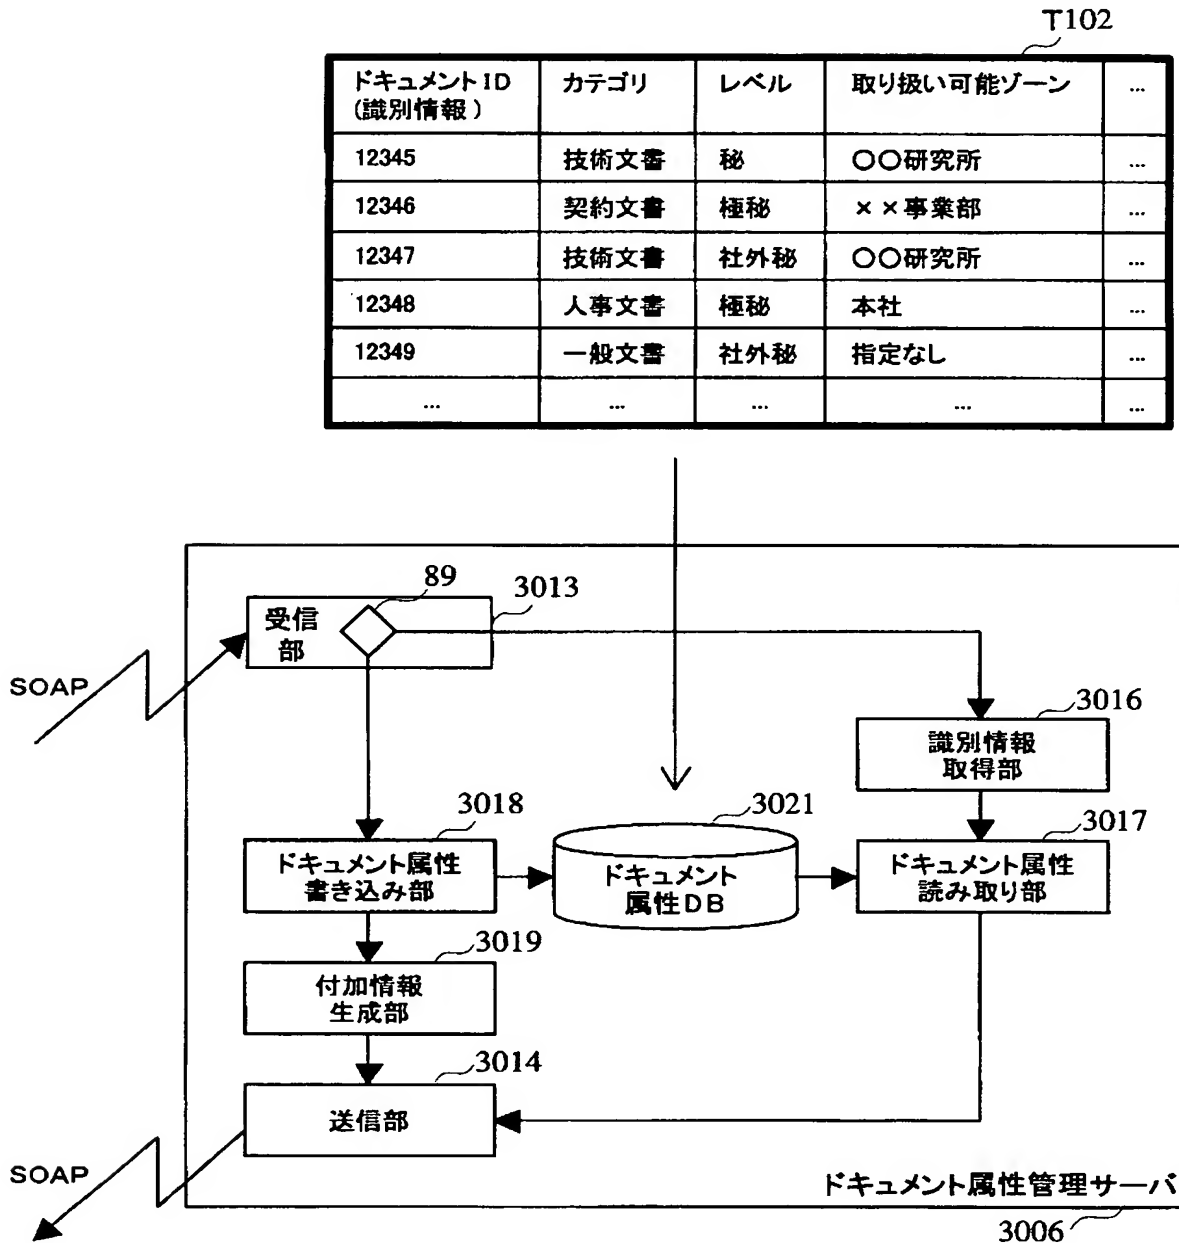 T102
ドキュメントID カテゴリ レベル 取り扱い可能ゾーン …
(識別情報)
12345 技術文書 秘 〇〇研究所 …
12346 契約文書 極秘 ××事業部 …
12347 技術文書 社外秘 〇〇研究所 …
12348 人事文書 極秘 本社 …
12349 一般文書 社外秘 指定なし …
… … … … …
89
3013
受信
部
SOAP
3016
識別情報
取得部
3018
3021
3017
ドキュメント属性
書き込み部
ドキュメント
属性DB
ドキュメント属性
読み取り部
3019
付加情報
生成部
3014
送信部
SOAP
ドキュメント属性管理サーバ
3006